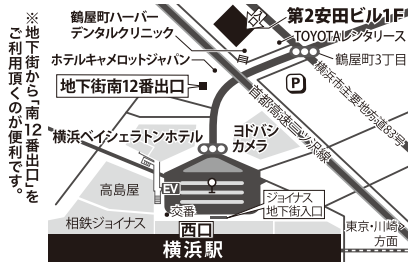 ※地下街から「南12番出口」を
ご利用頂くのが便利です。
鶴屋町ハーバー
デンタルクリニック
第2安田ビル1F
TOYOTAレンタリース
ホテルキャメロットジャパン
鶴屋町3丁目
地下街南12番出口
P
横浜市主要地方道83号
首都高速三ツ沢線
横浜ベイシェラトンホテル
ヨドバシ
カメラ
高島屋
EV
交番
ジョイナス
地下街入口
相鉄ジョイナス
西口
東京・川崎
方面
横浜駅